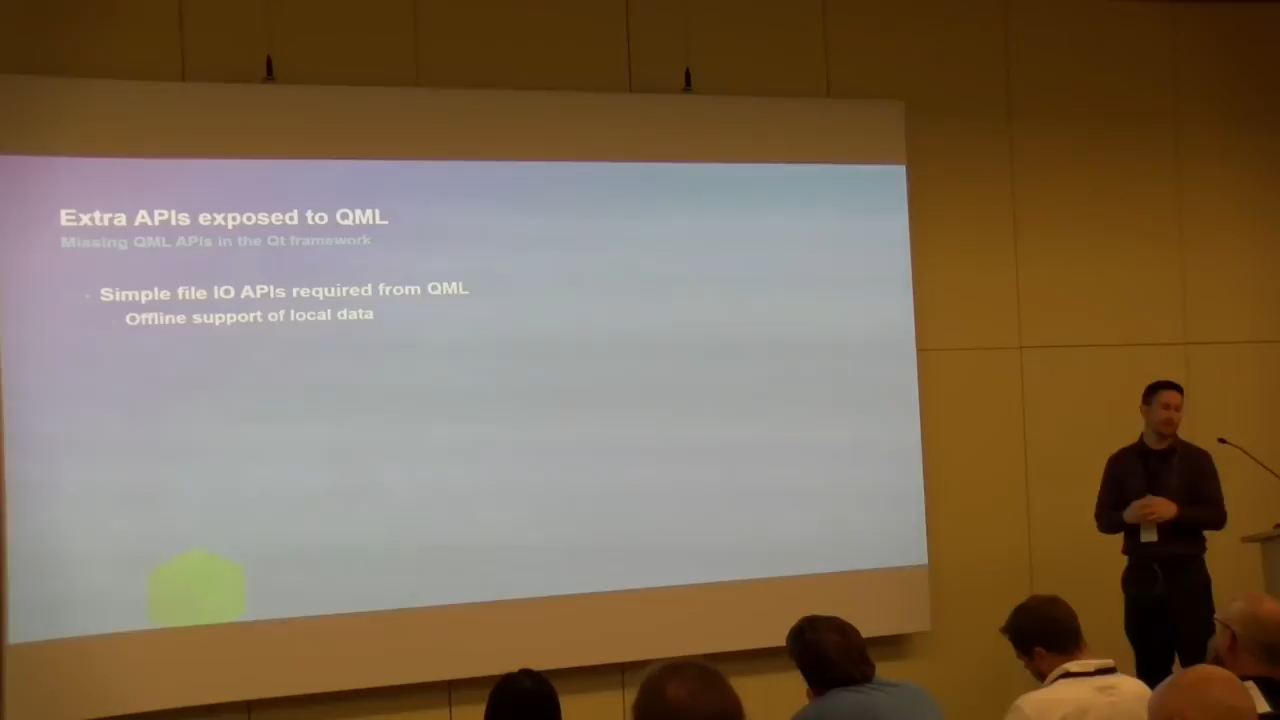 Extra APIs exposed to QML
Missing QML APIs in the Qt framework
Simple file IO APIs required from QML
Offline support of local data